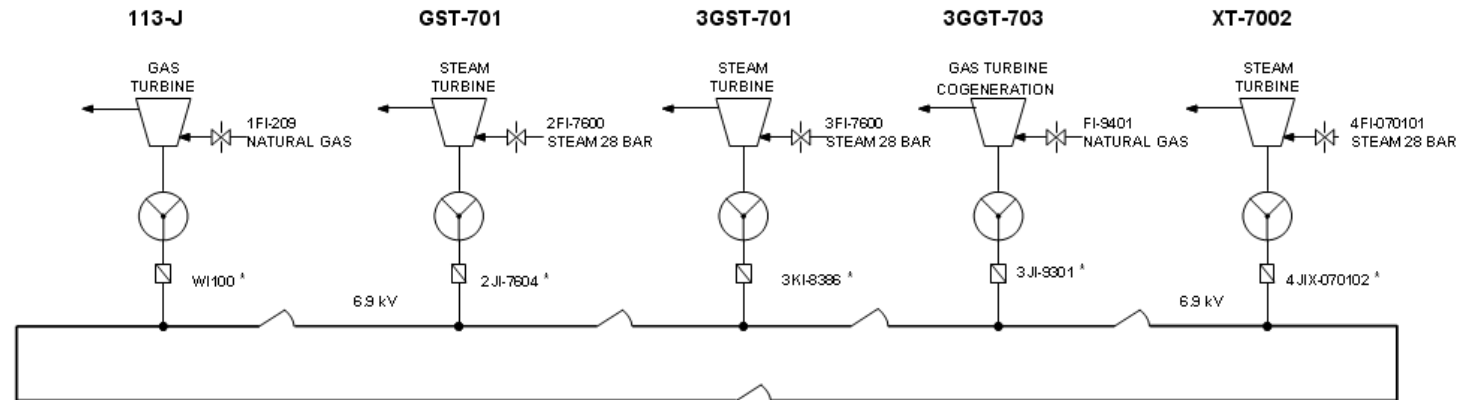 113-J
GST-701
3GST-701
3GGT-703
XT-7002
GAS
TURBINE
STEAM
TURBINE
STEAM
TURBINE
GAS TURBINE
COGENERATION
STEAM
TURBINE
1FI-209
NATURAL GAS
2FI-7600
STEAM 28 BAR
3FI-7600
STEAM 28 BAR
FI-9401
NATURAL GAS
4FI-070101
STEAM 28 BAR
WI100 *
2JI-7604 *
3KI-8386 *
3JI-9301 *
4JIX-070102 *
6.9 kV
6.9 kV